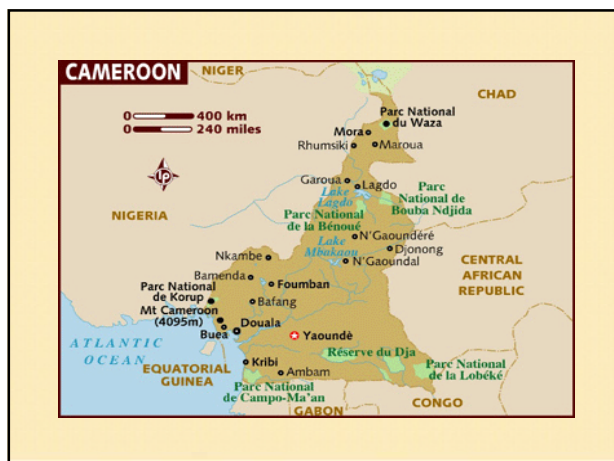 CAMEROON
NIGER
CHAD
0 400 km
0 240 miles
Parc National
du Waza
Mora
Rhumsiki
Maroua
LP
Garoua
Lagdo
Lake
Lagdo
Parc
National de
Bouba Ndjida
NIGERIA
Parc National
de la Bénoué
N'Gaoundéré
Lake
Mbakaou
Djonong
N'Gaoundal
Nkambe
CENTRAL
AFRICAN
REPUBLIC
Bamenda
Foumban
Parc National
de Korup
Bafang
Mt Cameroon
(4095m)
Douala
Buea
Yaoundè
ATLANTIC
OCEAN
Réserve du Dja
Kribi
EQUATORIAL
GUINEA
Ambam
Parc National
de la Lobéké
Parc National
de Campo-Ma'an
GABON
CONGO